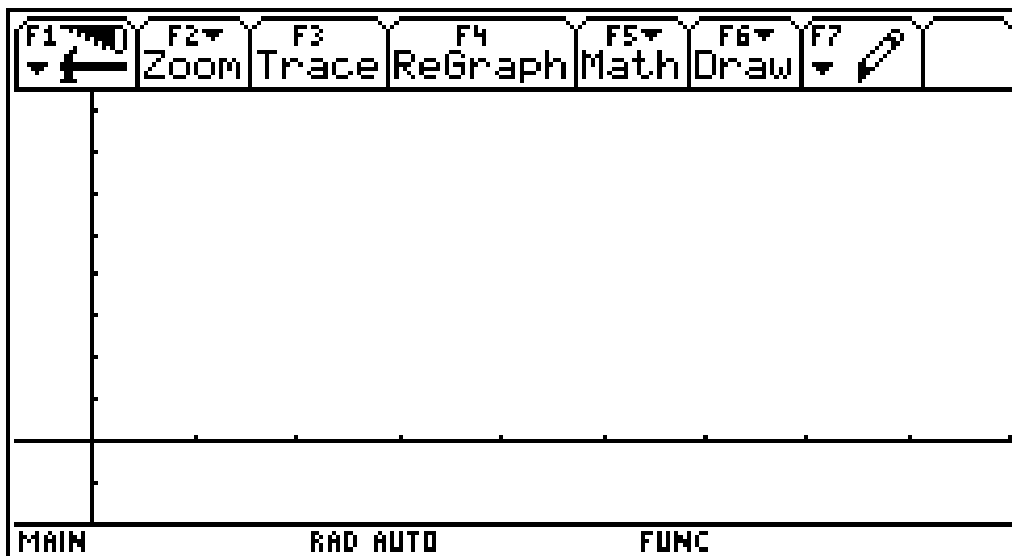 F1 F2 F3 F4 F5 F6 F7
Zoom Trace ReGraph Math Draw
MAIN RAD AUTO FUNC